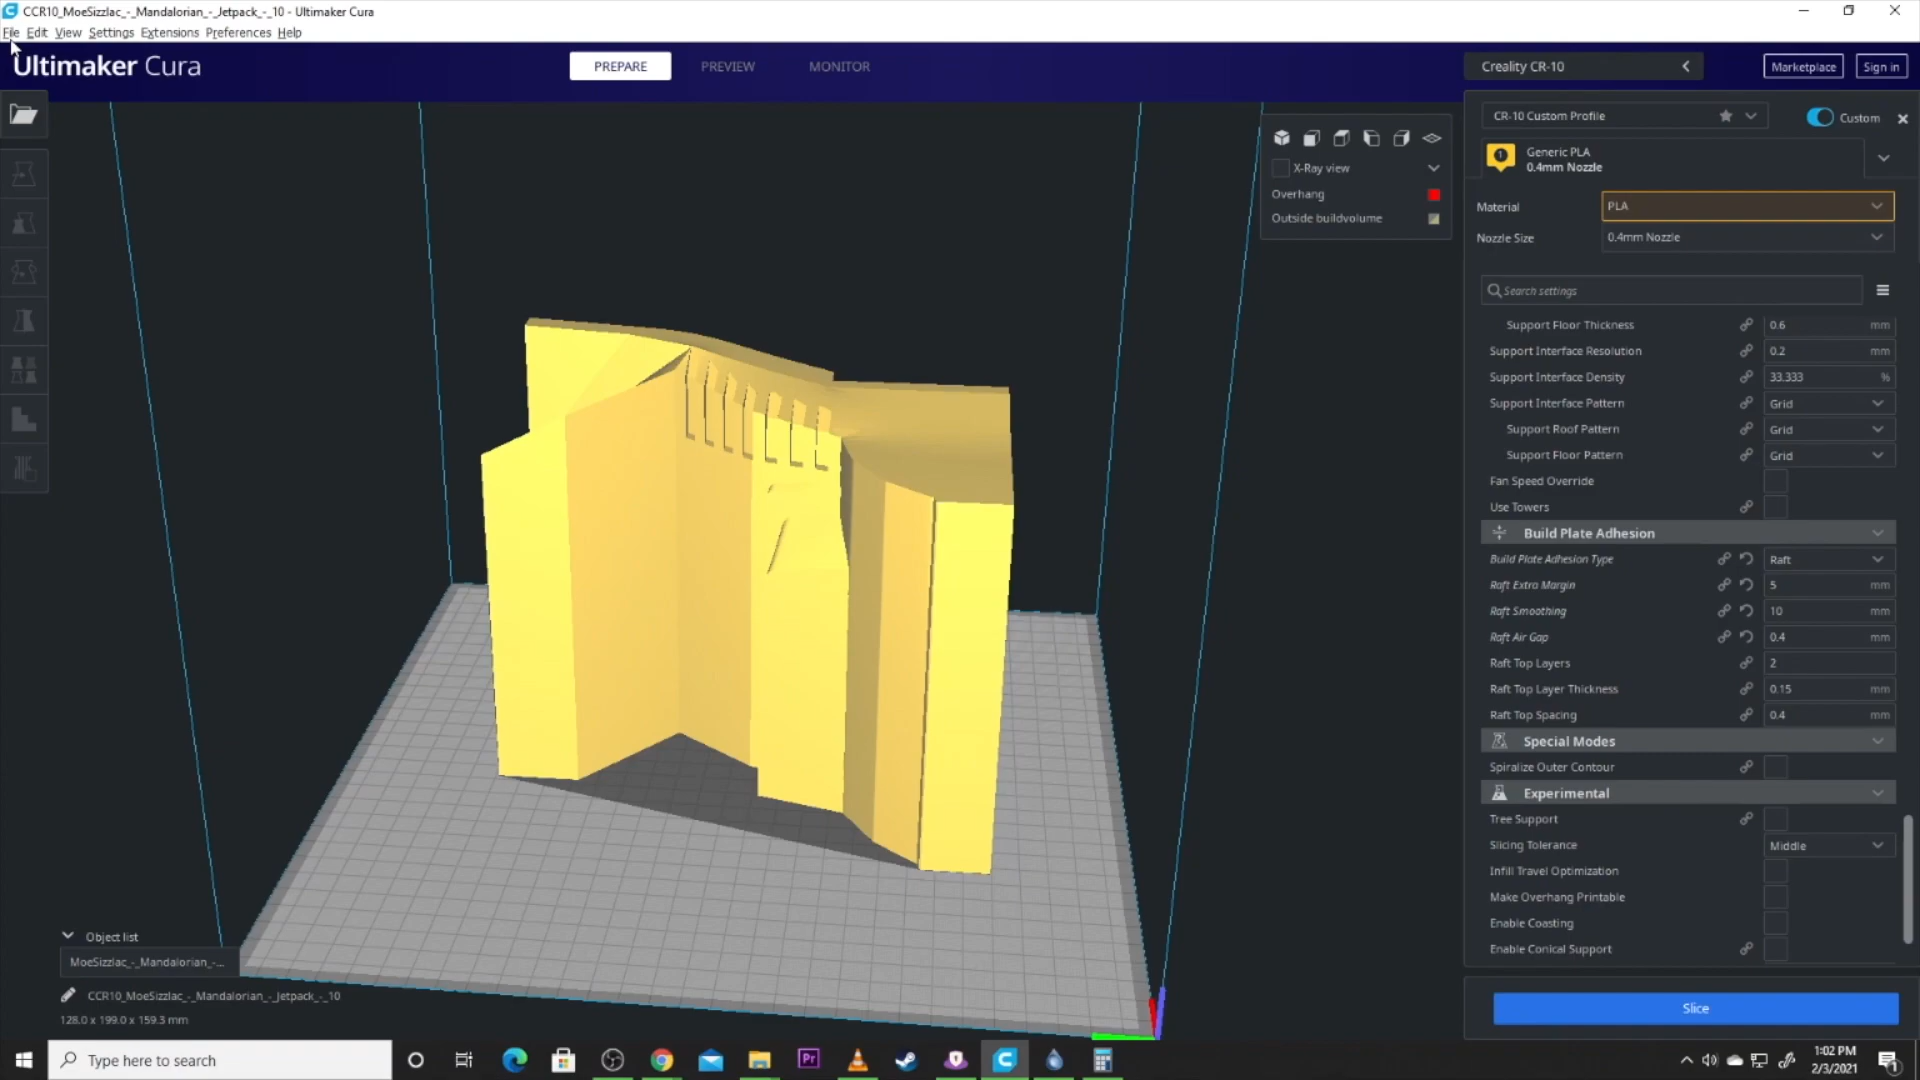 CCR10_MoeSizzlac_-_Mandalorian_-_Jetpack_-_10 - Ultimaker Cura
File Edit View Settings Extensions Preferences Help
Ultimaker Cura
PREPARE PREVIEW MONITOR
Creality CR-10
Marketplace
Sign in
CR-10 Custom Profile
Custom
1
Generic PLA
0.4mm Nozzle
Material PLA
Nozzle Size 0.4mm Nozzle
Search settings
X-Ray view
Overhang
Outside buildvolume
Support Floor Thickness 0.6 mm
Support Interface Resolution 0.2 mm
Support Interface Density 33.333 %
Support Interface Pattern Grid
Support Roof Pattern Grid
Support Floor Pattern Grid
Fan Speed Override
Use Towers
Build Plate Adhesion
Build Plate Adhesion Type Raft
Raft Extra Margin 5 mm
Raft Smoothing 10 mm
Raft Air Gap 0.4 mm
Raft Top Layers 2
Raft Top Layer Thickness 0.15 mm
Raft Top Spacing 0.4 mm
Special Modes
Spiralize Outer Contour
Experimental
Tree Support
Slicing Tolerance Middle
Infill Travel Optimization
Make Overhang Printable
Enable Coasting
Enable Conical Support
Slice
Object list
MoeSizzlac_-_Mandalorian_-...
CCR10_MoeSizzlac_-_Mandalorian_-_Jetpack_-_10
128.0 x 199.0 x 159.3 mm
Type here to search
Pr
1:02 PM
2/3/2021
1